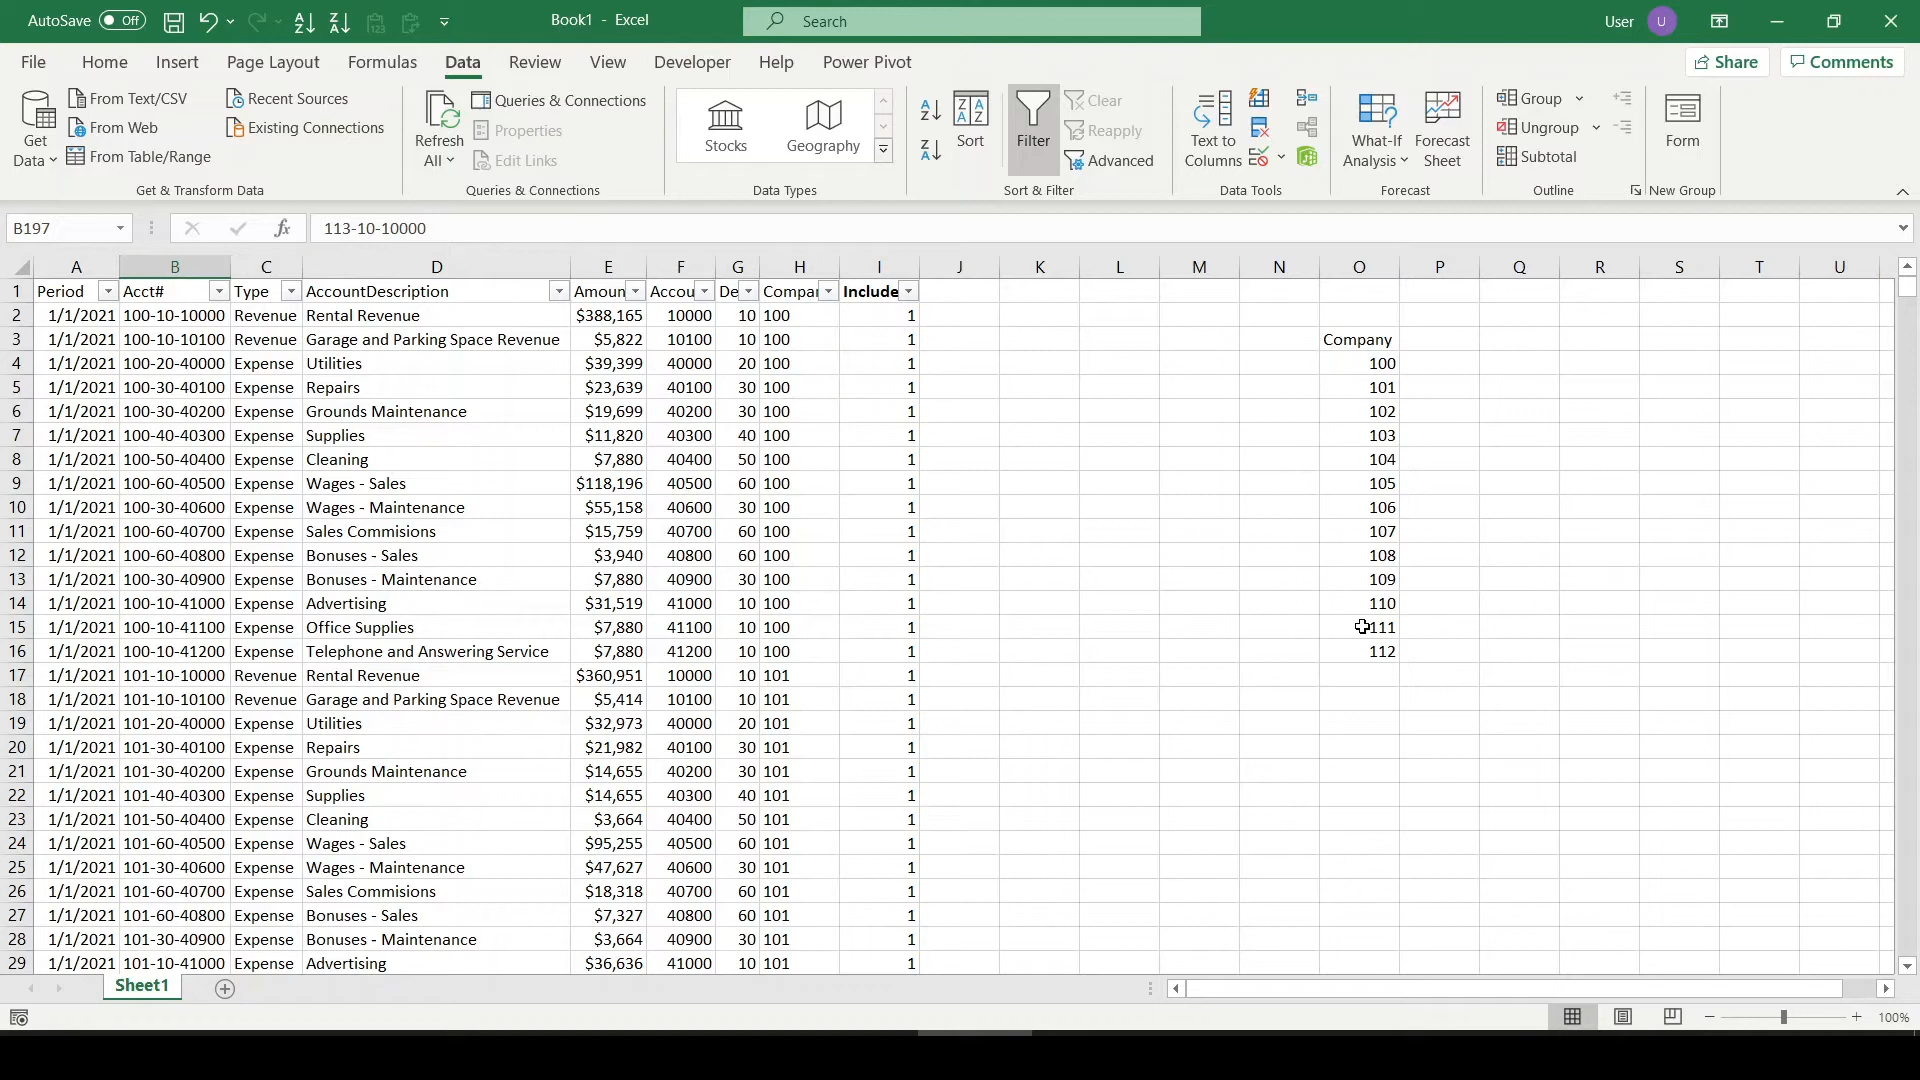 AutoSave Off Book1 - Excel Search User U
File Home Insert Page Layout Formulas Data Review View Developer Help Power Pivot Share Comments
Get Data From Text/CSV From Web From Table/Range Recent Sources Existing Connections
Get & Transform Data
Refresh All Queries & Connections Properties Edit Links
Queries & Connections
Stocks Geography
Data Types
Sort Filter Clear Reapply Advanced
Sort & Filter
Text to Columns
Data Tools
What-If Analysis Forecast Sheet
Forecast
Group Ungroup Subtotal
Outline
Form
New Group
B197 fx 113-10-10000
A B C D E F G H I J K L M N O P Q R S T U
1 Period Acct# Type AccountDescription Amoun Accou De Compar Include
2 1/1/2021 100-10-10000 Revenue Rental Revenue $388,165 10000 10 100 1
3 1/1/2021 100-10-10100 Revenue Garage and Parking Space Revenue $5,822 10100 10 100 1 Company
4 1/1/2021 100-20-40000 Expense Utilities $39,399 40000 20 100 1 100
5 1/1/2021 100-30-40100 Expense Repairs $23,639 40100 30 100 1 101
6 1/1/2021 100-30-40200 Expense Grounds Maintenance $19,699 40200 30 100 1 102
7 1/1/2021 100-40-40300 Expense Supplies $11,820 40300 40 100 1 103
8 1/1/2021 100-50-40400 Expense Cleaning $7,880 40400 50 100 1 104
9 1/1/2021 100-60-40500 Expense Wages - Sales $118,196 40500 60 100 1 105
10 1/1/2021 100-30-40600 Expense Wages - Maintenance $55,158 40600 30 100 1 106
11 1/1/2021 100-60-40700 Expense Sales Commisions $15,759 40700 60 100 1 107
12 1/1/2021 100-60-40800 Expense Bonuses - Sales $3,940 40800 60 100 1 108
13 1/1/2021 100-30-40900 Expense Bonuses - Maintenance $7,880 40900 30 100 1 109
14 1/1/2021 100-10-41000 Expense Advertising $31,519 41000 10 100 1 110
15 1/1/2021 100-10-41100 Expense Office Supplies $7,880 41100 10 100 1 111
16 1/1/2021 100-10-41200 Expense Telephone and Answering Service $7,880 41200 10 100 1 112
17 1/1/2021 101-10-10000 Revenue Rental Revenue $360,951 10000 10 101 1
18 1/1/2021 101-10-10100 Revenue Garage and Parking Space Revenue $5,414 10100 10 101 1
19 1/1/2021 101-20-40000 Expense Utilities $32,973 40000 20 101 1
20 1/1/2021 101-30-40100 Expense Repairs $21,982 40100 30 101 1
21 1/1/2021 101-30-40200 Expense Grounds Maintenance $14,655 40200 30 101 1
22 1/1/2021 101-40-40300 Expense Supplies $14,655 40300 40 101 1
23 1/1/2021 101-50-40400 Expense Cleaning $3,664 40400 50 101 1
24 1/1/2021 101-60-40500 Expense Wages - Sales $95,255 40500 60 101 1
25 1/1/2021 101-30-40600 Expense Wages - Maintenance $47,627 40600 30 101 1
26 1/1/2021 101-60-40700 Expense Sales Commisions $18,318 40700 60 101 1
27 1/1/2021 101-60-40800 Expense Bonuses - Sales $7,327 40800 60 101 1
28 1/1/2021 101-30-40900 Expense Bonuses - Maintenance $3,664 40900 30 101 1
29 1/1/2021 101-10-41000 Expense Advertising $36,636 41000 10 101 1
Sheet1
100%